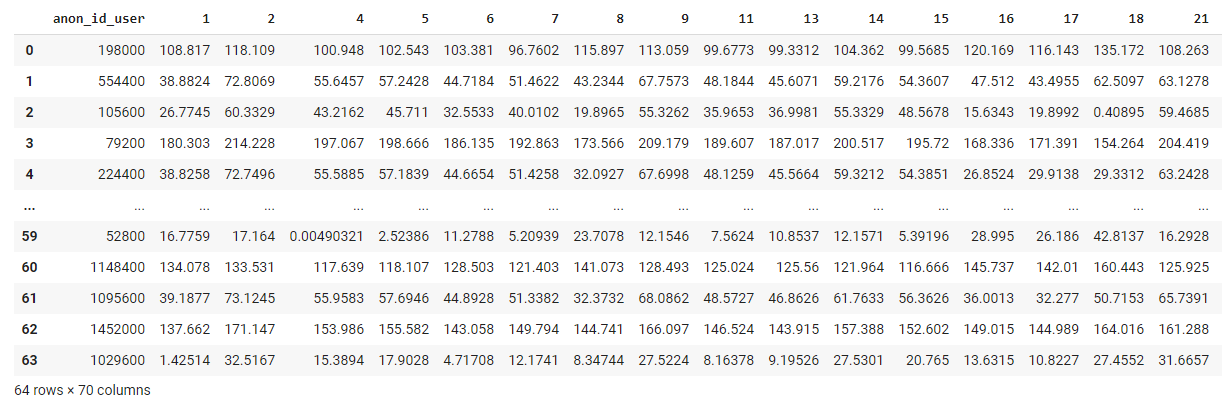 anon_id_user 1 2 4 5 6 7 8 9 11 13 14 15 16 17 18 21
0 198000 108.817 118.109 100.948 102.543 103.381 96.7602 115.897 113.059 99.6773 99.3312 104.362 99.5685 120.169 116.143 135.172 108.263
1 554400 38.8824 72.8069 55.6457 57.2428 44.7184 51.4622 43.2344 67.7573 48.1844 45.6071 59.2176 54.3607 47.512 43.4955 62.5097 63.1278
2 105600 26.7745 60.3329 43.2162 45.711 32.5533 40.0102 19.8965 55.3262 35.9653 36.9981 55.3329 48.5678 15.6343 19.8992 0.40895 59.4685
3 79200 180.303 214.228 197.067 198.666 186.135 192.863 173.566 209.179 189.607 187.017 200.517 195.72 168.336 171.391 154.264 204.419
4 224400 38.8258 72.7496 55.5885 57.1839 44.6654 51.4258 32.0927 67.6998 48.1259 45.5664 59.3212 54.3851 26.8524 29.9138 29.3312 63.2428
... ... ... ... ... ... ... ... ... ... ... ... ... ... ... ... ... ...
59 52800 16.7759 17.164 0.00490321 2.52386 11.2788 5.20939 23.7078 12.1546 7.5624 10.8537 12.1571 5.39196 28.995 26.186 42.8137 16.2928
60 1148400 134.078 133.531 117.639 118.107 128.503 121.403 141.073 128.493 125.024 125.56 121.964 116.666 145.737 142.01 160.443 125.925
61 1095600 39.1877 73.1245 55.9583 57.6946 44.8928 51.3382 32.3732 68.0862 48.5727 46.8626 61.7633 56.3626 36.0013 32.277 50.7153 65.7391
62 1452000 137.662 171.147 153.986 155.582 143.058 149.794 144.741 166.097 146.524 143.915 157.388 152.602 149.015 144.989 164.016 161.288
63 1029600 1.42514 32.5167 15.3894 17.9028 4.71708 12.1741 8.34744 27.5224 8.16378 9.19526 27.5301 20.765 13.6315 10.8227 27.4552 31.6657
64 rows × 70 columns